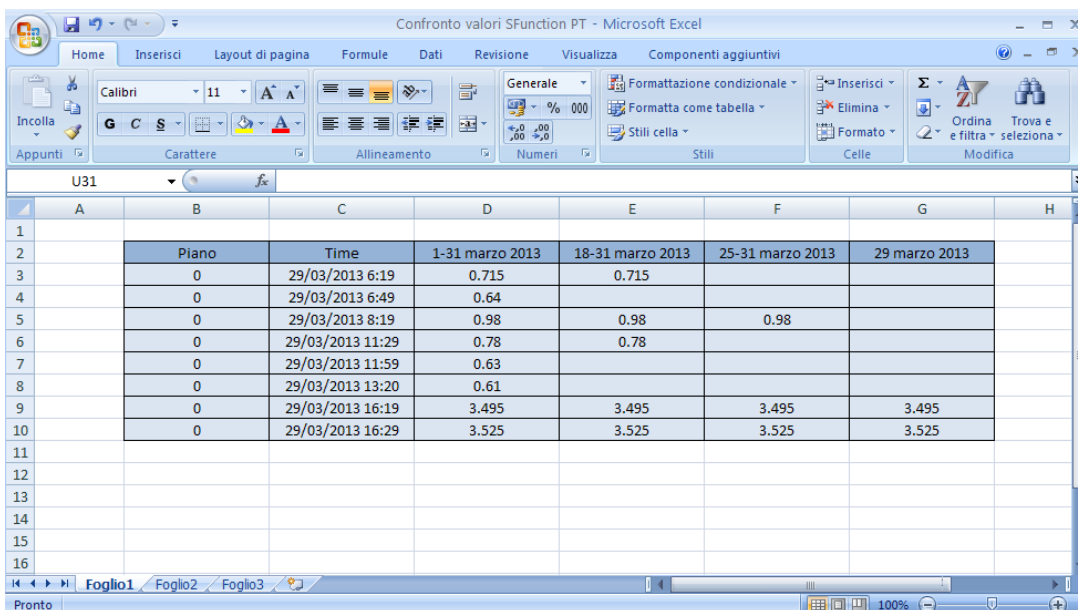 Confronto valori SFunction PT - Microsoft Excel
Home Inserisci Layout di pagina Formule Dati Revisione Visualizza Componenti aggiuntivi
Incolla
Calibri 11 A A
G C S A
Generale
% 000
,0 ,00 ,00 ,0
Formattazione condizionale
Formatta come tabella
Stili cella
Inserisci
Elimina
Formato
Σ
Ordina e filtra
Trova e seleziona
Appunti Carattere Allineamento Numeri Stili Celle Modifica
U31 fx
A B C D E F G H
1
2 Piano Time 1-31 marzo 2013 18-31 marzo 2013 25-31 marzo 2013 29 marzo 2013
3 0 29/03/2013 6:19 0.715 0.715
4 0 29/03/2013 6:49 0.64
5 0 29/03/2013 8:19 0.98 0.98 0.98
6 0 29/03/2013 11:29 0.78 0.78
7 0 29/03/2013 11:59 0.63
8 0 29/03/2013 13:20 0.61
9 0 29/03/2013 16:19 3.495 3.495 3.495 3.495
10 0 29/03/2013 16:29 3.525 3.525 3.525 3.525
11
12
13
14
15
16
Foglio1 Foglio2 Foglio3
Pronto 100%